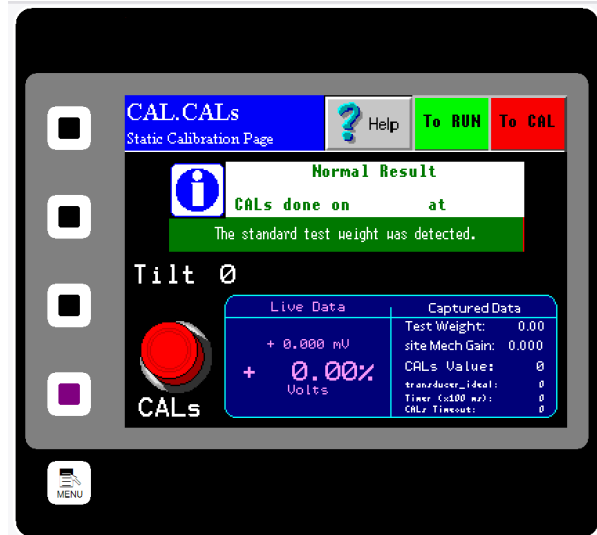 CAL.CALs
Static Calibration Page
Help
To RUN
To CAL
Normal Result
CALs done on at
The standard test weight was detected.
Tilt 0
Live Data
+ 0.000 mV
+ 0.00%
Volts
Captured Data
Test Weight: 0.00
site Mech Gain: 0.000
CALs Value: 0
transducer_ideal: 0
Timer (x100 ms): 0
CALs Timeout: 0
CALs
MENU